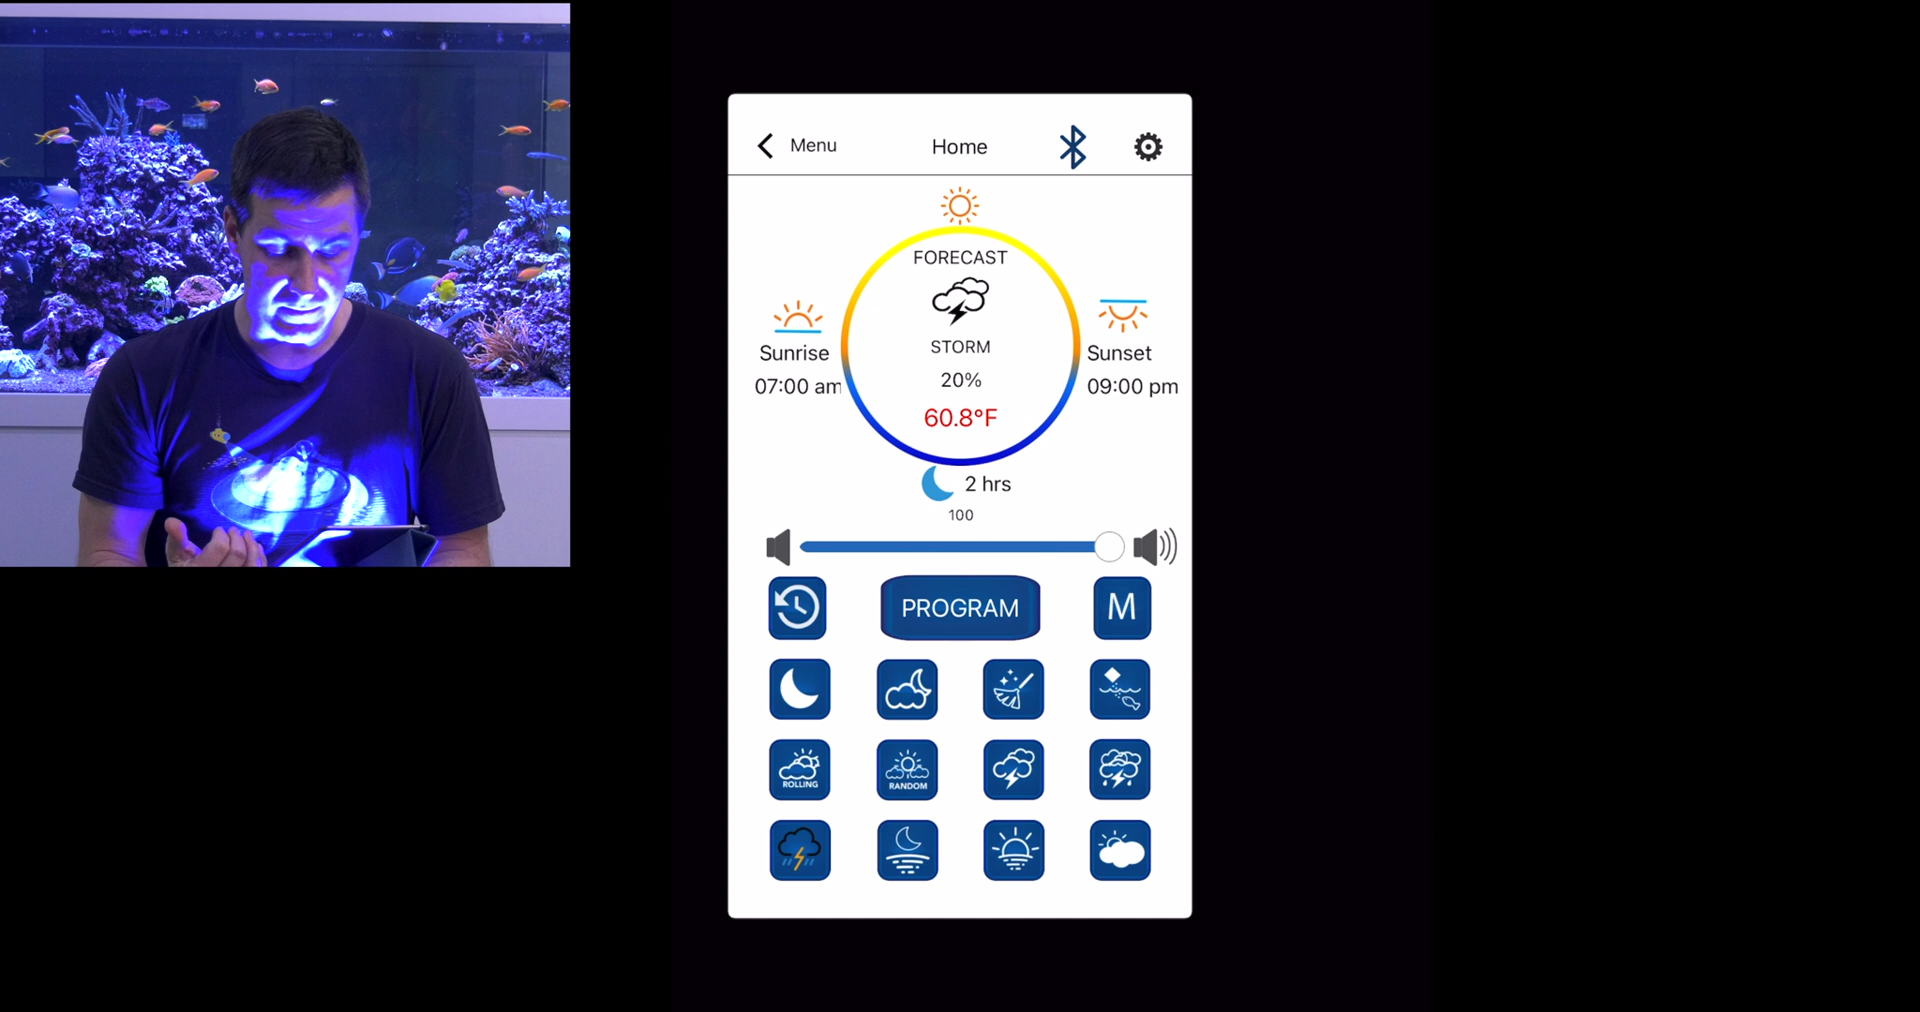 Menu
Home
FORECAST
STORM
20%
60.8°F
Sunrise
07:00 am
Sunset
09:00 pm
2 hrs
100
PROGRAM
M
ROLLING
RANDOM